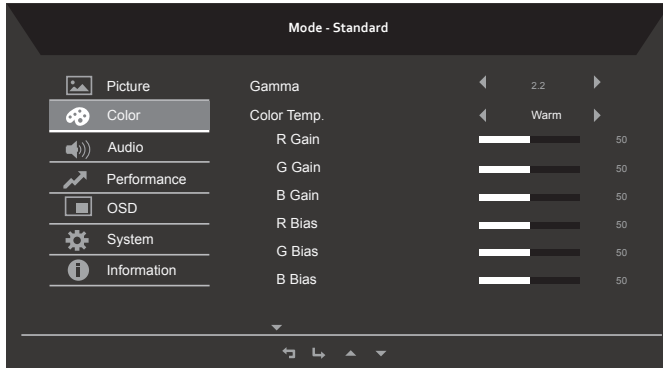 Mode - Standard
Picture
Color
Audio
Performance
OSD
System
Information
Gamma 2.2
Color Temp. Warm
R Gain 50
G Gain 50
B Gain 50
R Bias 50
G Bias 50
B Bias 50